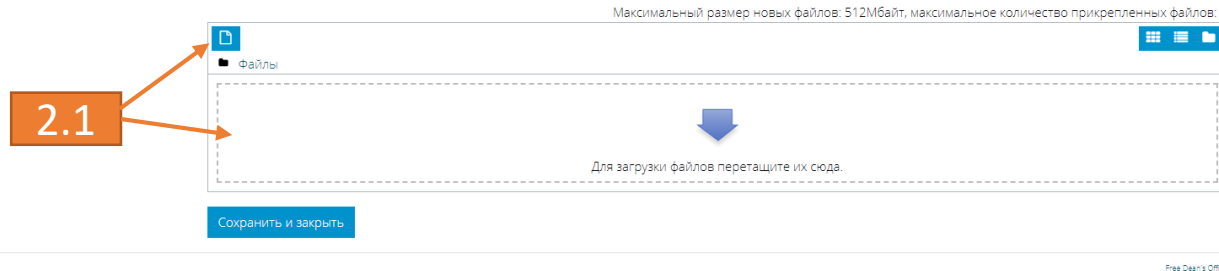 Максимальный размер новых файлов: 512Мбайт, максимальное количество прикрепленных файлов:
Файлы
2.1
Для загрузки файлов перетащите их сюда.
Сохранить и закрыть
Free Dean's Off